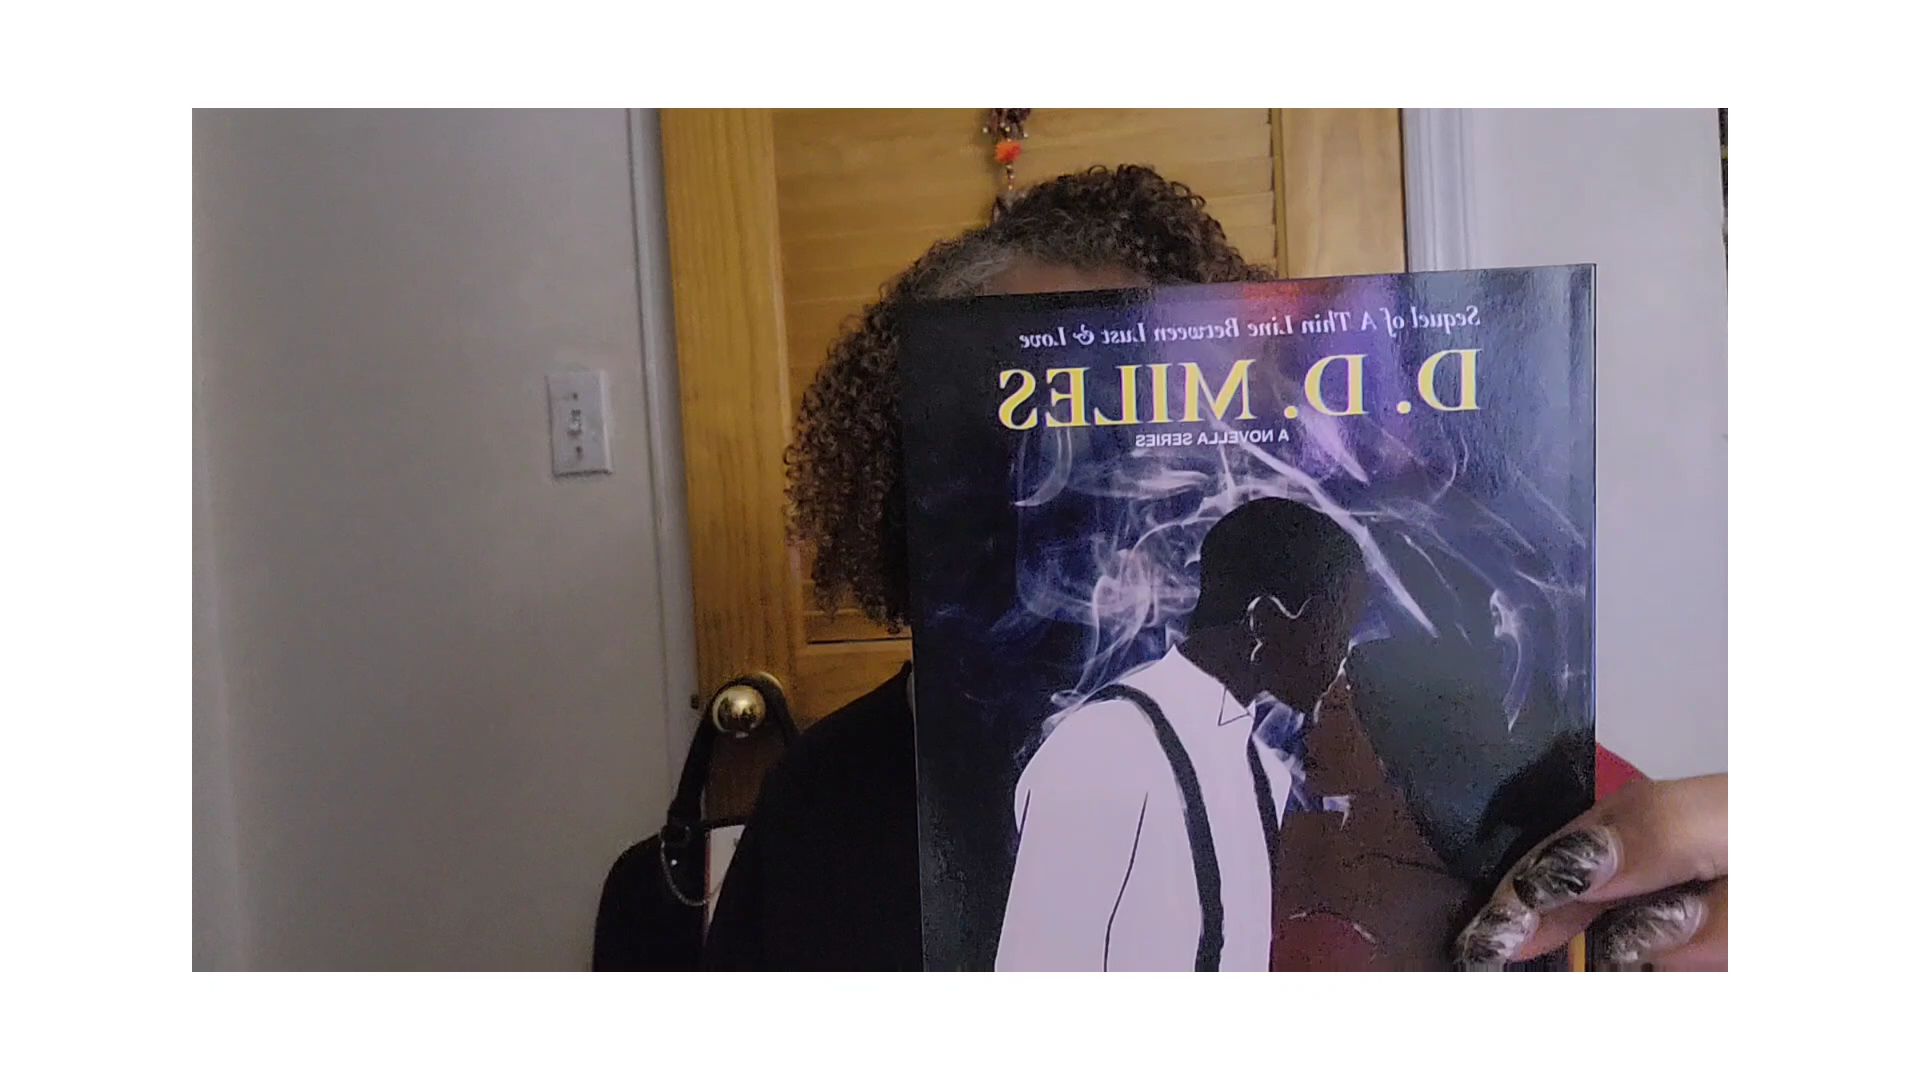 Sequel of A Thin Line Between Lust & Love
D. D. MILES
A NOVELLA SERIES